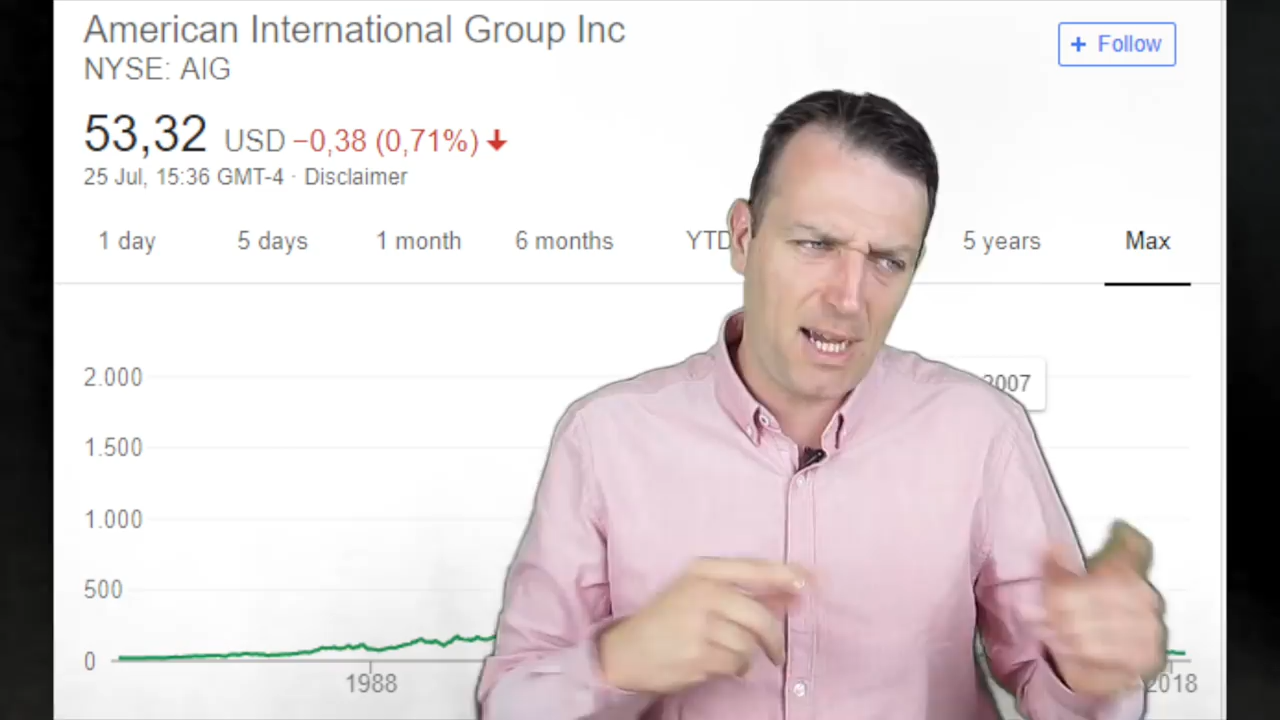 American International Group Inc
+ Follow
NYSE: AIG
53,32 USD −0,38 (0,71%)
25 Jul, 15:36 GMT-4 · Disclaimer
1 day 5 days 1 month 6 months YTD 5 years Max
2.000
2007
1.500
1.000
500
0
1988 2018